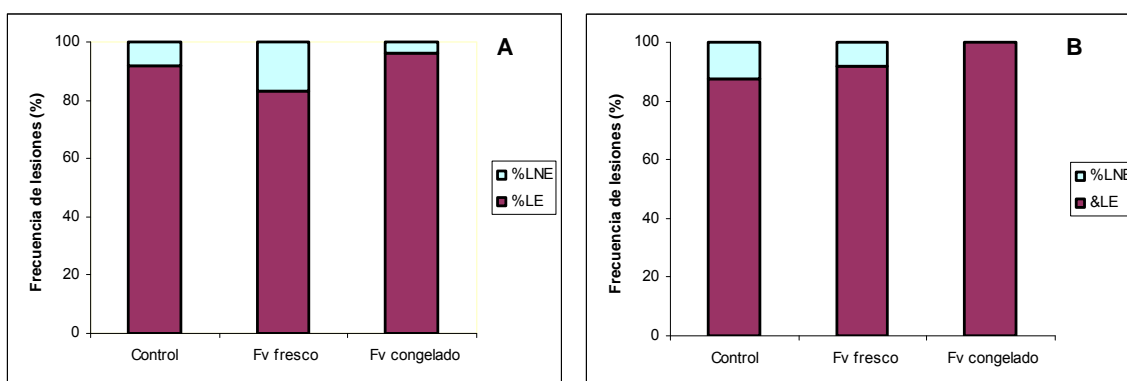 A
Frecuencia de lesiones (%)
100
80
60
40
20
0
Control
Fv fresco
Fv congelado
%LNE
%LE
B
Frecuencia de lesiones (%)
100
80
60
40
20
0
Control
Fv fresco
Fv congelado
%LNE
&LE